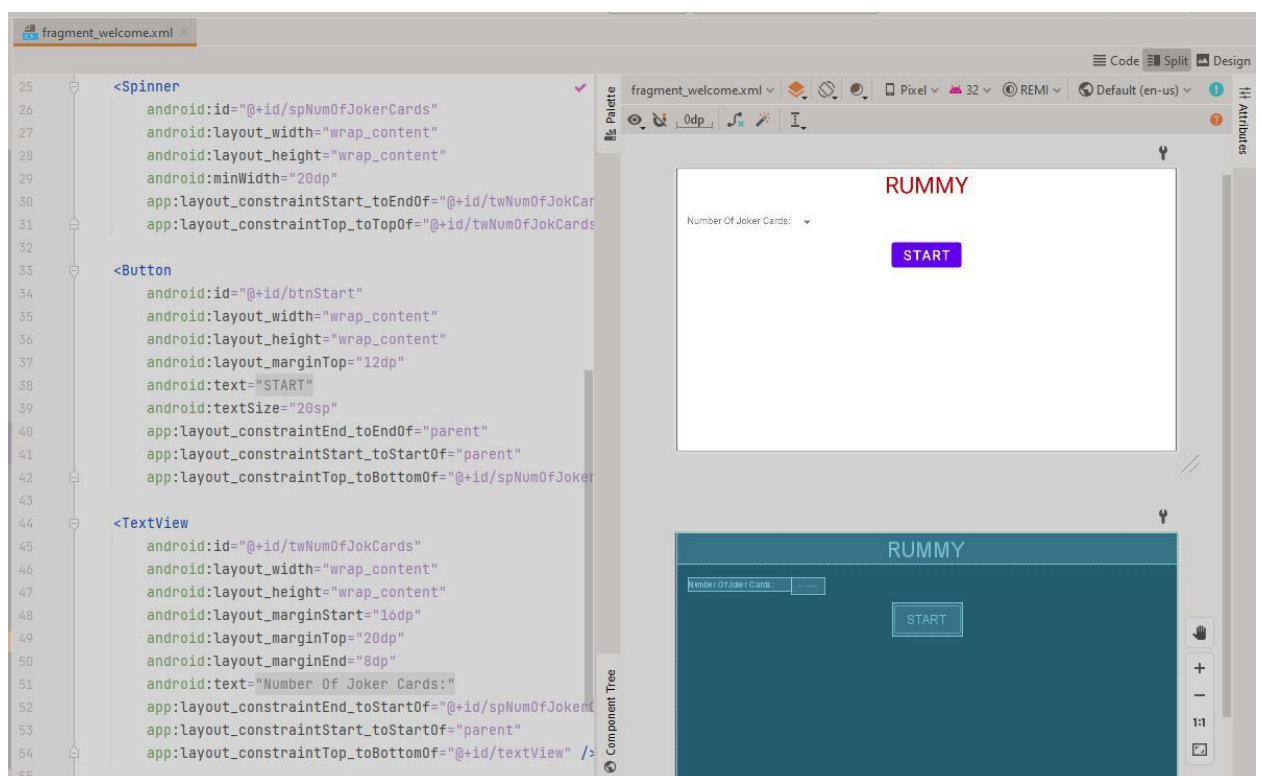 fragment_welcome.xml
Code Split Design
25 <Spinner
26 android:id="@+id/spNumOfJokerCards"
27 android:layout_width="wrap_content"
28 android:layout_height="wrap_content"
29 android:minWidth="20dp"
30 app:layout_constraintStart_toEndOf="@+id/twNumOfJokCar
31 app:layout_constraintTop_toTopOf="@+id/twNumOfJokCards
32
33 <Button
34 android:id="@+id/btnStart"
35 android:layout_width="wrap_content"
36 android:layout_height="wrap_content"
37 android:layout_marginTop="12dp"
38 android:text="START"
39 android:textSize="20sp"
40 app:layout_constraintEnd_toEndOf="parent"
41 app:layout_constraintStart_toStartOf="parent"
42 app:layout_constraintTop_toBottomOf="@+id/spNumOfJoker
43
44 <TextView
45 android:id="@+id/twNumOfJokCards"
46 android:layout_width="wrap_content"
47 android:layout_height="wrap_content"
48 android:layout_marginStart="16dp"
49 android:layout_marginTop="20dp"
50 android:layout_marginEnd="8dp"
51 android:text="Number Of Joker Cards:"
52 app:layout_constraintEnd_toStartOf="@+id/spNumOfJokerC
53 app:layout_constraintStart_toStartOf="parent"
54 app:layout_constraintTop_toBottomOf="@+id/textView" />
55
Palette
Component Tree
fragment_welcome.xml Pixel 32 REMI Default (en-us)
0dp
Attributes
RUMMY
Number Of Joker Cards:
START
RUMMY
Number Of Joker Cards:
START
1:1